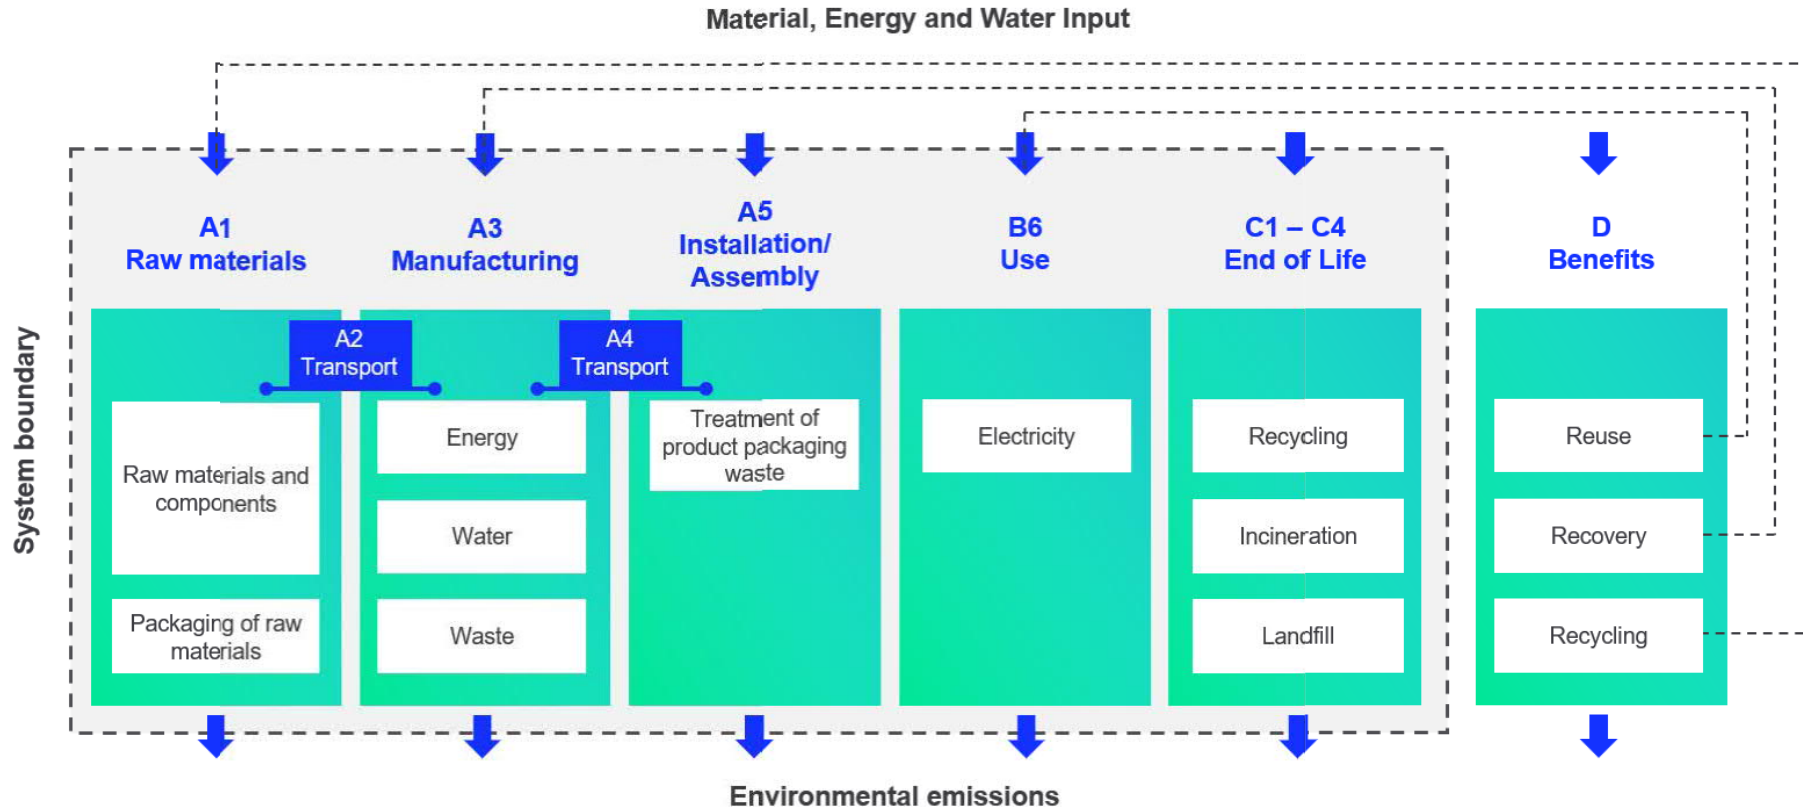 Material, Energy and Water Input
System boundary
A1
Raw materials
A3
Manufacturing
A5
Installation/
Assembly
B6
Use
C1 – C4
End of Life
D
Benefits
A2
Transport
A4
Transport
Raw materials and
components
Packaging of raw
materials
Energy
Water
Waste
Treatment of
product packaging
waste
Electricity
Recycling
Incineration
Landfill
Reuse
Recovery
Recycling
Environmental emissions